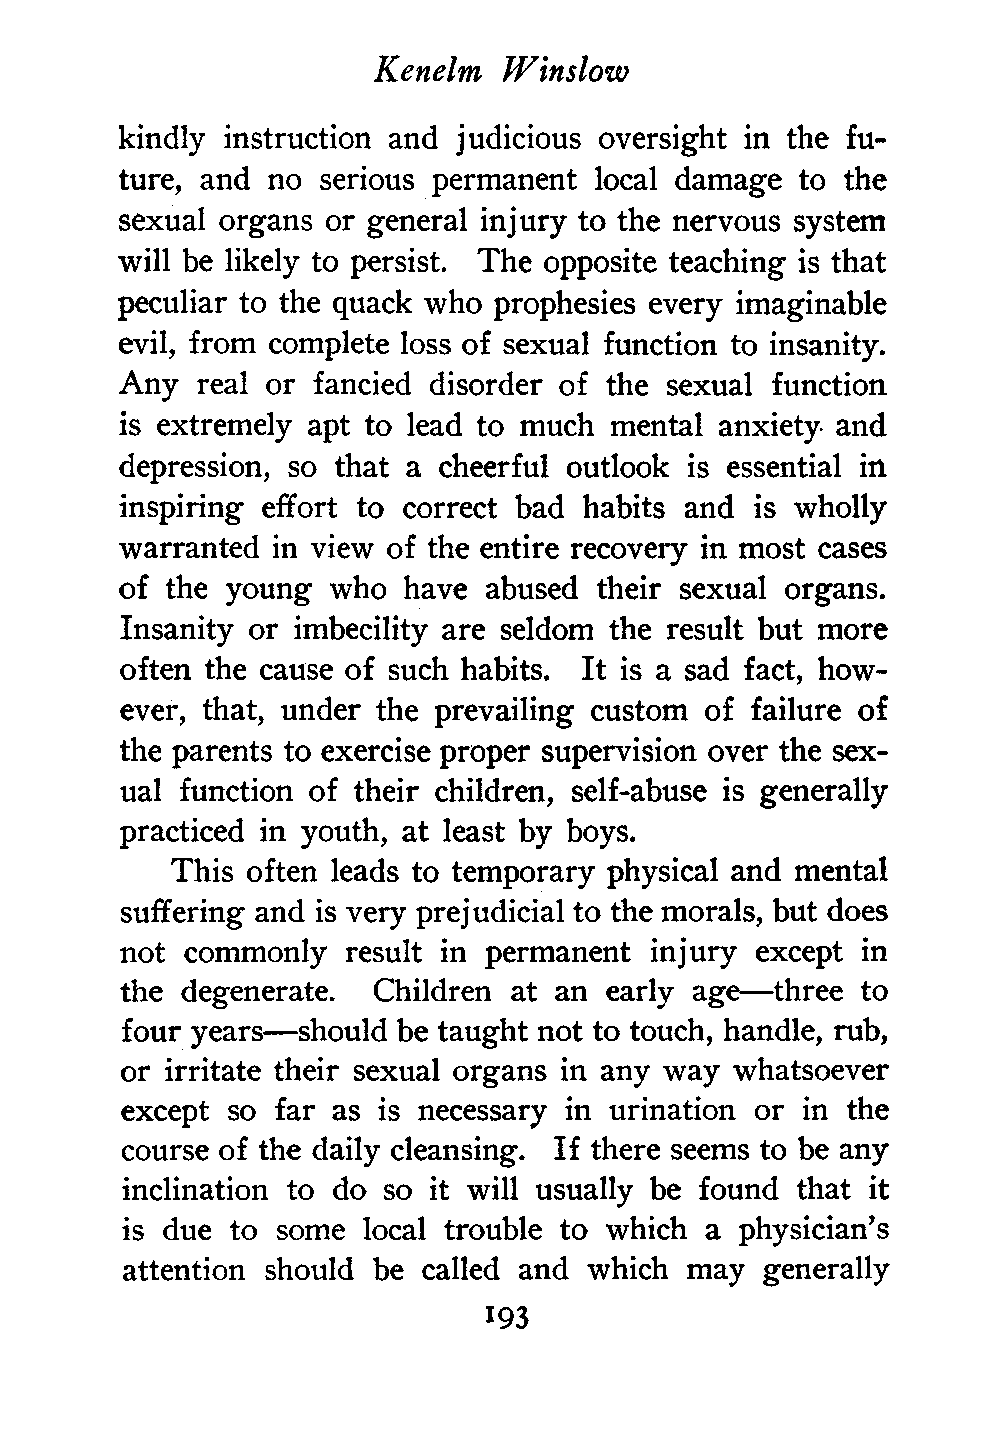 Kenelm Winslow
kindly instruction and judicious oversight in the fu-
ture, and no serious permanent local damage to the
sexual organs or general injury to the nervous system
will be likely to persist. The opposite teaching is that
peculiar to the quack who prophesies every imaginable
evil, from complete loss of sexual function to insanity.
Any real or fancied disorder of the sexual function
is extremely apt to lead to much mental anxiety and
depression, so that a cheerful outlook is essential in
inspiring effort to correct bad habits and is wholly
warranted in view of the entire recovery in most cases
of the young who have abused their sexual organs.
Insanity or imbecility are seldom the result but more
often the cause of such habits. It is a sad fact, how-
ever, that, under the prevailing custom of failure of
the parents to exercise proper supervision over the sex-
ual function of their children, self-abuse is generally
practiced in youth, at least by boys.
This often leads to temporary physical and mental
suffering and is very prejudicial to the morals, but does
not commonly result in permanent injury except in
the degenerate. Children at an early age—three to
four years—should be taught not to touch, handle, rub,
or irritate their sexual organs in any way whatsoever
except so far as is necessary in urination or in the
course of the daily cleansing. If there seems to be any
inclination to do so it will usually be found that it
is due to some local trouble to which a physician's
attention should be called and which may generally
193